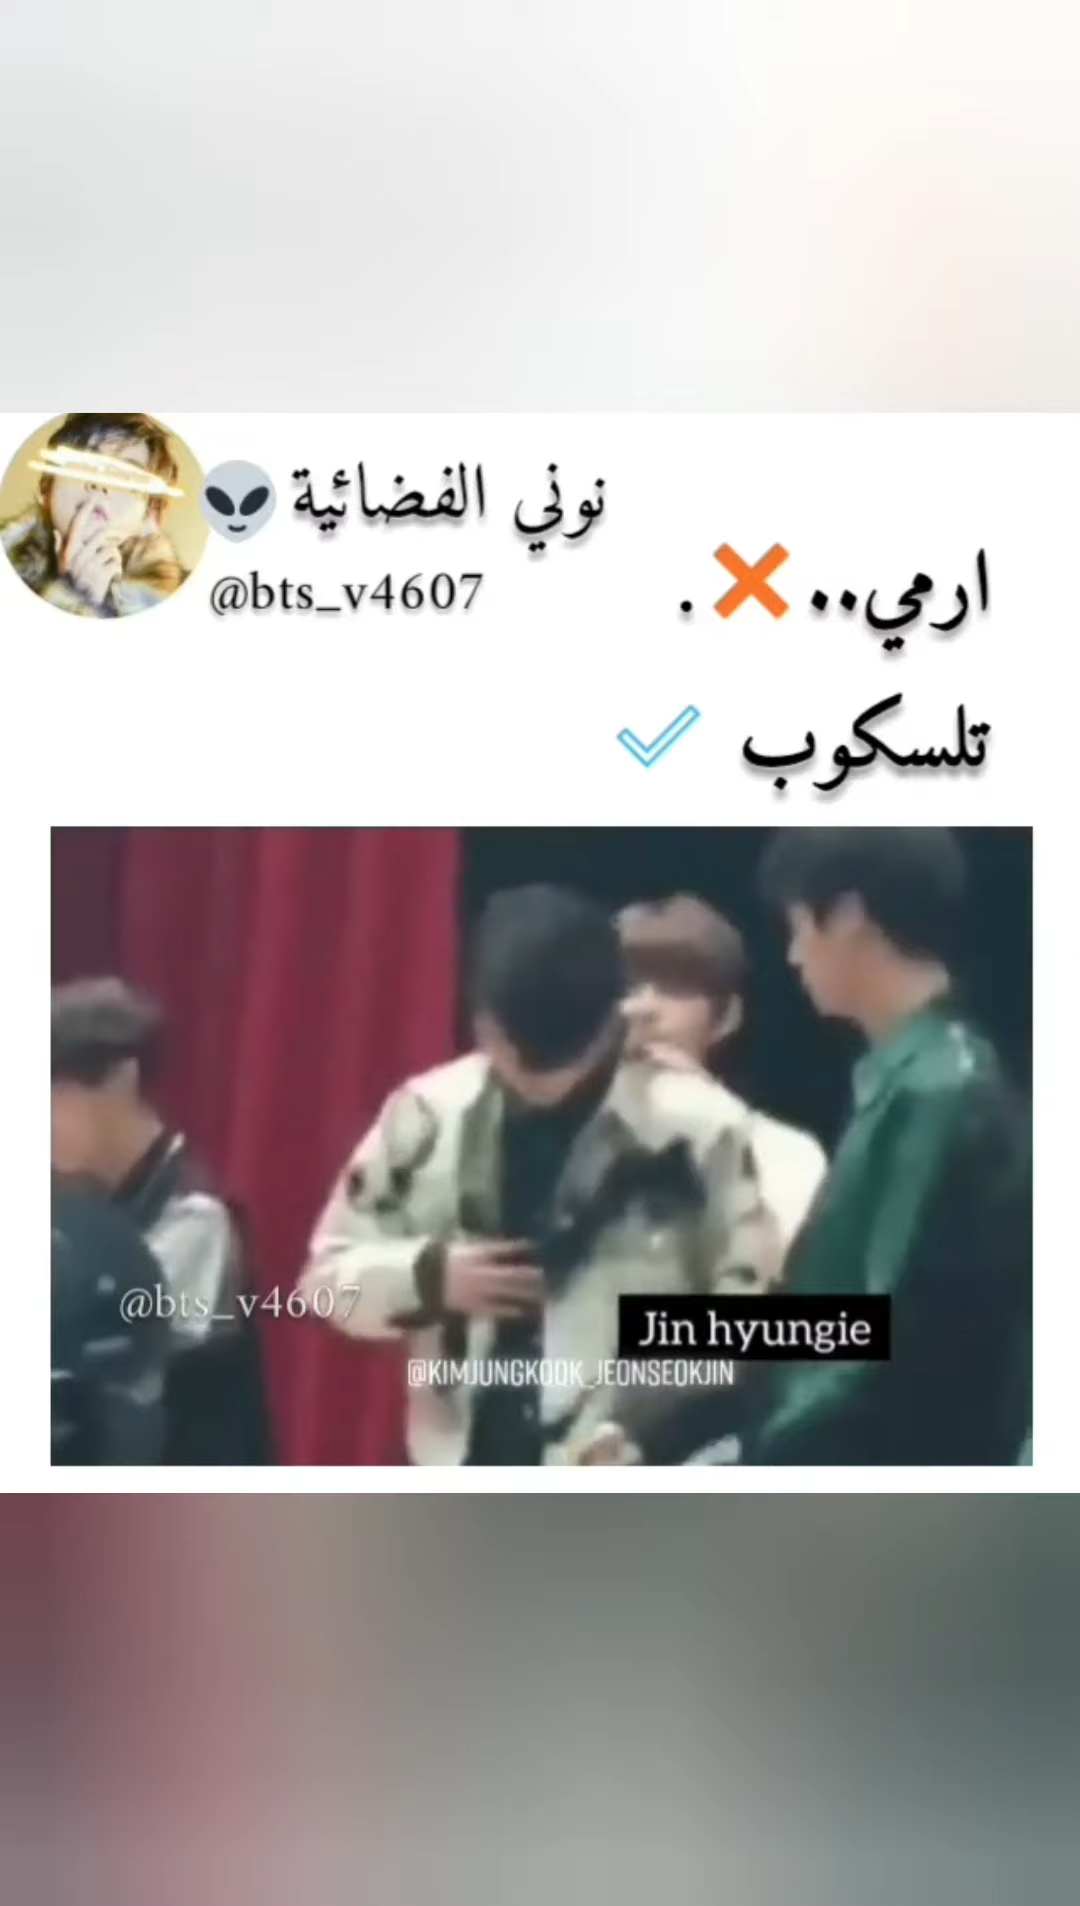 نوني الفضائية 👽
@bts_v4607
ارمي..❌.
تلسكوب ✅
@bts_v4607
Jin hyungie
@KIMJUNGKOOK_JEONSEOKJIN